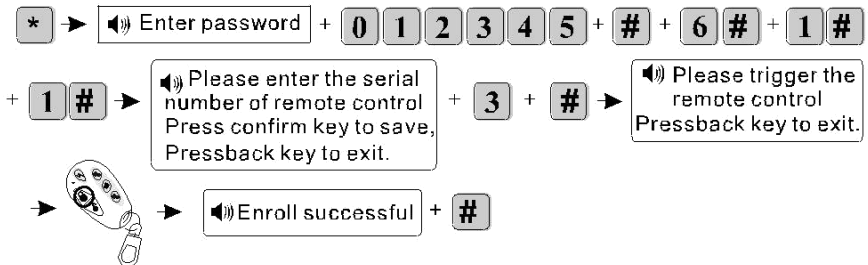 * Enter password + 0 1 2 3 4 5 + # + 6 # + 1 #
+ 1 # Please enter the serial number of remote control Press confirm key to save, Pressback key to exit. + 3 + # Please trigger the remote control Pressback key to exit.
Enroll successful + #